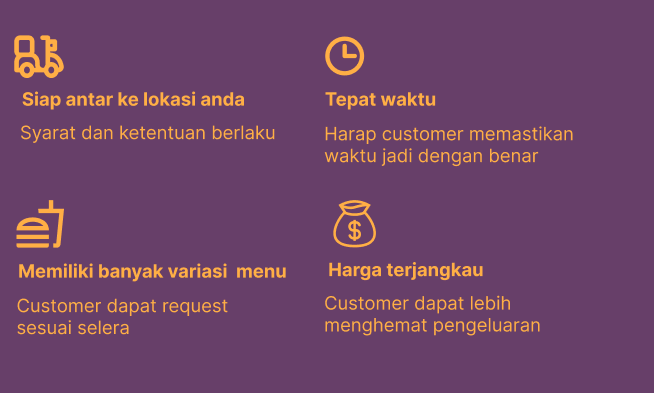 Siap antar ke lokasi anda
Syarat dan ketentuan berlaku
Tepat waktu
Harap customer memastikan
waktu jadi dengan benar
Memiliki banyak variasi  menu
Customer dapat request
sesuai selera
Harga terjangkau
Customer dapat lebih
menghemat pengeluaran